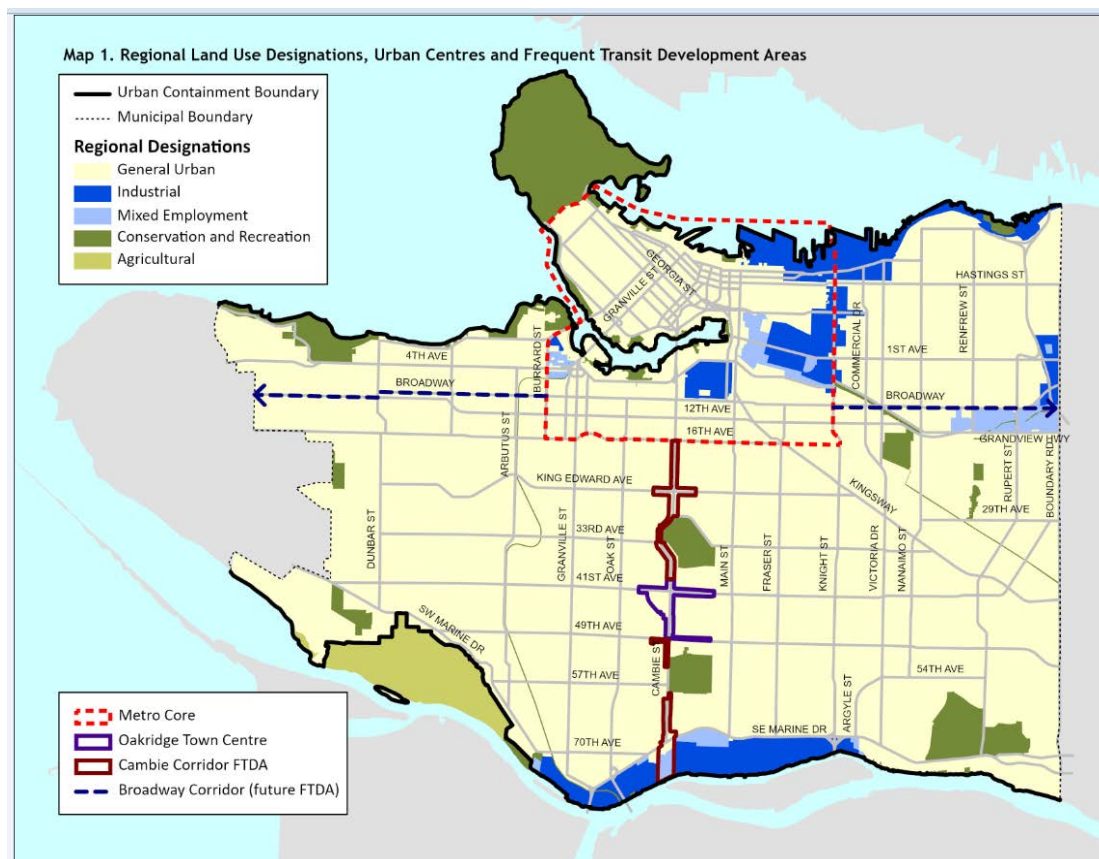 Map 1. Regional Land Use Designations, Urban Centres and Frequent Transit Development Areas
Urban Containment Boundary
Municipal Boundary
Regional Designations
General Urban
Industrial
Mixed Employment
Conservation and Recreation
Agricultural
GEORGIA ST
GRANVILLE ST
HASTINGS ST
BURRARD ST
COMMERCIAL DR
RENFREW ST
4TH AVE
1ST AVE
BROADWAY
BROADWAY
12TH AVE
16TH AVE
GRANDVIEW HWY
ARBUTUS ST
KING EDWARD AVE
KINGSWAY
RUPERT ST
BOUNDARY RD
29TH AVE
DUNBAR ST
GRANVILLE ST
33RD AVE
OAK ST
MAIN ST
FRASER ST
KNIGHT ST
VICTORIA DR
NANAIMO ST
41ST AVE
SW MARINE DR
49TH AVE
CAMBIE ST
57TH AVE
54TH AVE
ARGYLE ST
70TH AVE
SE MARINE DR
Metro Core
Oakridge Town Centre
Cambie Corridor FTDA
Broadway Corridor (future FTDA)